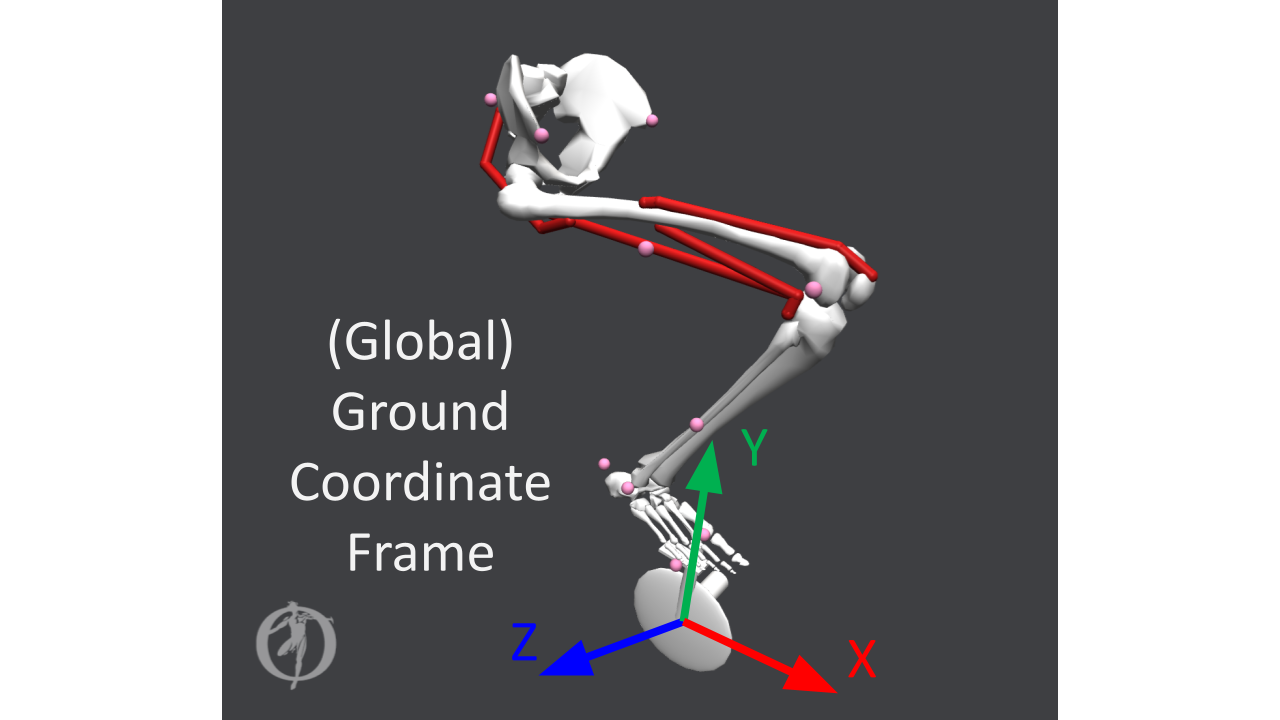 (Global)
Ground
Coordinate
Frame
Y
Z
X